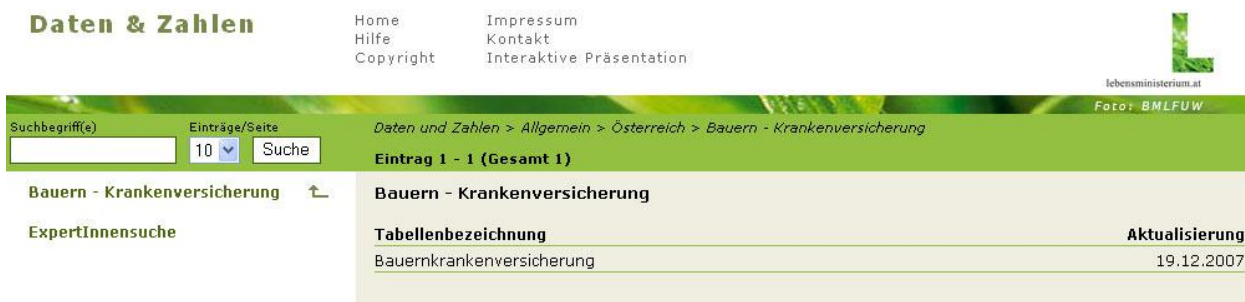 Daten & Zahlen
Home Impressum
Hilfe Kontakt
Copyright Interaktive Präsentation
lebensministerium.at
Foto: BMLFUW
Suchbegriff(e) Einträge/Seite
10 Suche
Daten und Zahlen > Allgemein > Österreich > Bauern - Krankenversicherung
Eintrag 1 - 1 (Gesamt 1)
Bauern - Krankenversicherung
ExpertInnensuche
Bauern - Krankenversicherung
Tabellenbezeichnung Aktualisierung
Bauernkrankenversicherung 19.12.2007